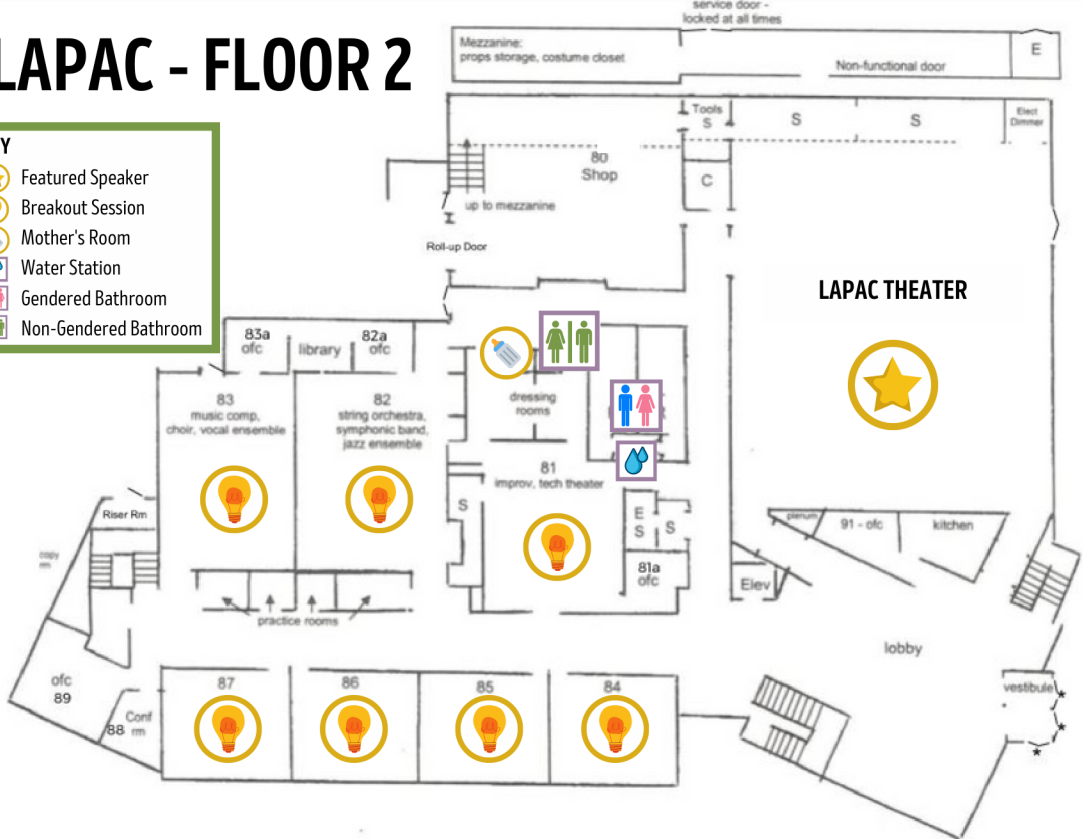 service door -
locked at all times
LAPAC - FLOOR 2
Mezzanine:
props storage, costume closet
Non-functional door
E
Y
Featured Speaker
Breakout Session
Mother's Room
Water Station
Gendered Bathroom
Non-Gendered Bathroom
Tools
S
S
S
Elect
Dimmer
80
Shop
C
up to mezzanine
Roll-up Door
LAPAC THEATER
83a
ofc
library
82a
ofc
83
music comp,
choir, vocal ensemble
82
string orchestra,
symphonic band,
jazz ensemble
dressing
rooms
81
improv, tech theater
S
E
S
S
81a
ofc
Riser Rm
copy
rm
plenum
91 - ofc
kitchen
Elev
practice rooms
lobby
ofc
89
Conf
rm
88
87
86
85
84
vestibule